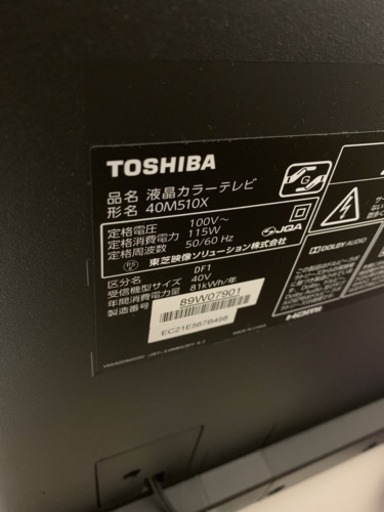 TOSHIBA
品名 液晶カラーテレビ
形名 40M510X
定格電圧 100V~
定格消費電力 115W
定格周波数 50/60 Hz
JQA
PS 東芝映像ソリューション株式会社
区分名 DF1
受信機型サイズ 40V
年間消費電力量 81kWh/年
製造番号 89W07901
EC21E567B498
G
DOLBY AUDIO
HDMI